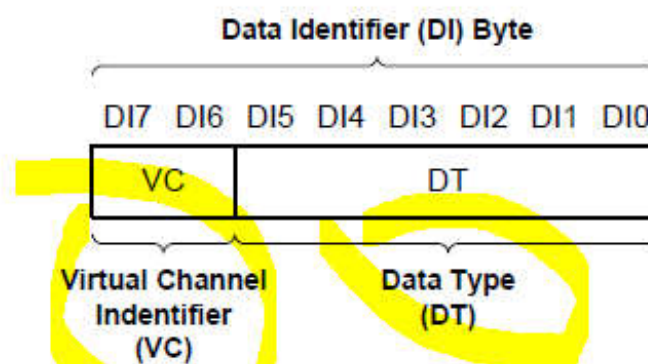 Data Identifier (DI) Byte
DI7 DI6 DI5 DI4 DI3 DI2 DI1 DI0
VC DT
Virtual Channel Data Type
Indentifier (DT)
(VC)